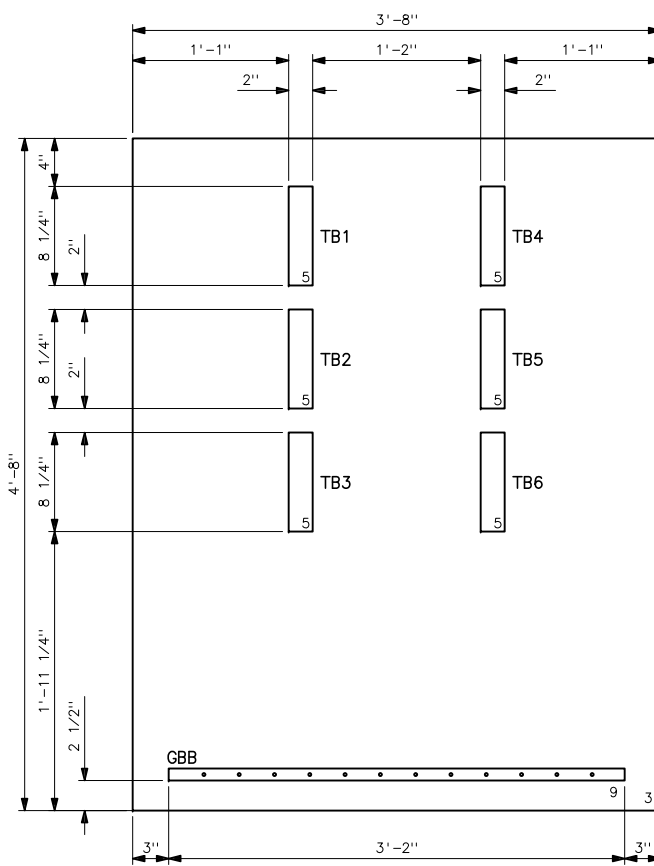 3'-8"
1'-1" 1'-2" 1'-1"
2" 2"
4"
8 1/4" 2" TB1 TB4
5 5
8 1/4" 2" TB2 TB5
5 5
4'-8"
8 1/4" TB3 TB6
5 5
1'-11 1/4"
2 1/2"
GBB
9 3
3" 3'-2" 3"